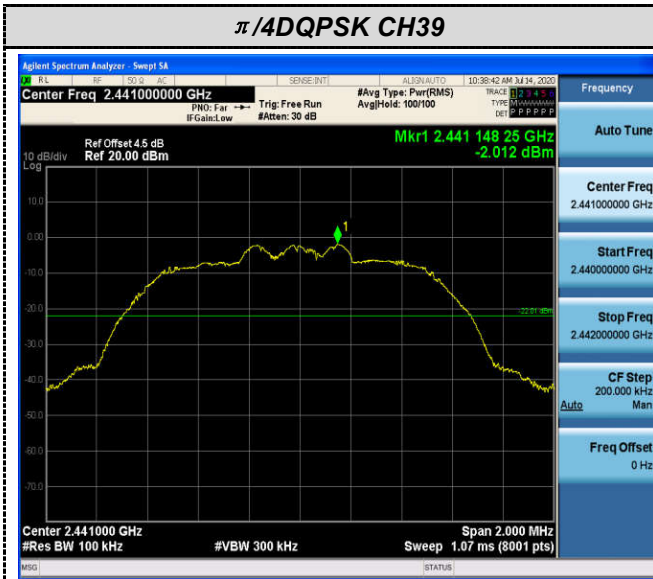 π/4DQPSK CH39
Agilent Spectrum Analyzer - Swept SA
RL RF 50 Ω AC SENSE:INT ALIGNAUTO 10:38:42 AM Jul 14, 2020
Center Freq 2.441000000 GHz
PNO: Far
IFGain:Low
Trig: Free Run
#Atten: 30 dB
#Avg Type: Pwr(RMS)
Avg|Hold: 100/100
TRACE 1 2 3 4 5 6
TYPE M
DET P P P P P P
Ref Offset 4.5 dB
Ref 20.00 dBm
10 dB/div
Log
Mkr1 2.441 148 25 GHz
-2.012 dBm
10.0
0.00
1
-10.0
-20.0
-22.01 dBm
-30.0
-40.0
-50.0
-60.0
-70.0
Center 2.441000 GHz
#Res BW 100 kHz
#VBW 300 kHz
Span 2.000 MHz
Sweep 1.07 ms (8001 pts)
MSG
STATUS
Frequency
Auto Tune
Center Freq
2.441000000 GHz
Start Freq
2.440000000 GHz
Stop Freq
2.442000000 GHz
CF Step
200.000 kHz
Auto Man
Freq Offset
0 Hz